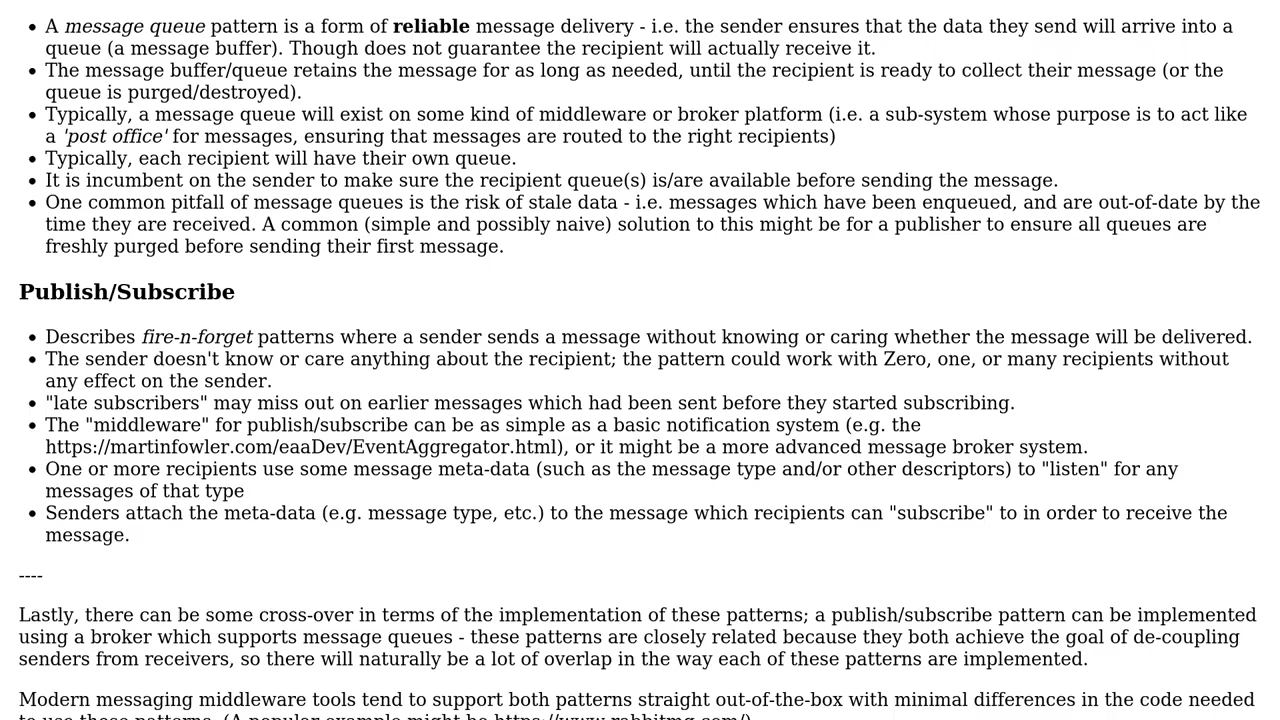 • A message queue pattern is a form of reliable message delivery - i.e. the sender ensures that the data they send will arrive into a
queue (a message buffer). Though does not guarantee the recipient will actually receive it.
• The message buffer/queue retains the message for as long as needed, until the recipient is ready to collect their message (or the
queue is purged/destroyed).
• Typically, a message queue will exist on some kind of middleware or broker platform (i.e. a sub-system whose purpose is to act like
a 'post office' for messages, ensuring that messages are routed to the right recipients)
• Typically, each recipient will have their own queue.
• It is incumbent on the sender to make sure the recipient queue(s) is/are available before sending the message.
• One common pitfall of message queues is the risk of stale data - i.e. messages which have been enqueued, and are out-of-date by the
time they are received. A common (simple and possibly naive) solution to this might be for a publisher to ensure all queues are
freshly purged before sending their first message.
Publish/Subscribe
• Describes fire-n-forget patterns where a sender sends a message without knowing or caring whether the message will be delivered.
• The sender doesn't know or care anything about the recipient; the pattern could work with Zero, one, or many recipients without
any effect on the sender.
• "late subscribers" may miss out on earlier messages which had been sent before they started subscribing.
• The "middleware" for publish/subscribe can be as simple as a basic notification system (e.g. the
https://martinfowler.com/eaaDev/EventAggregator.html), or it might be a more advanced message broker system.
• One or more recipients use some message meta-data (such as the message type and/or other descriptors) to "listen" for any
messages of that type
• Senders attach the meta-data (e.g. message type, etc.) to the message which recipients can "subscribe" to in order to receive the
message.
----
Lastly, there can be some cross-over in terms of the implementation of these patterns; a publish/subscribe pattern can be implemented
using a broker which supports message queues - these patterns are closely related because they both achieve the goal of de-coupling
senders from receivers, so there will naturally be a lot of overlap in the way each of these patterns are implemented.
Modern messaging middleware tools tend to support both patterns straight out-of-the-box with minimal differences in the code needed
to use these patterns. (A popular example might be https://www.rabbitmq.com/)